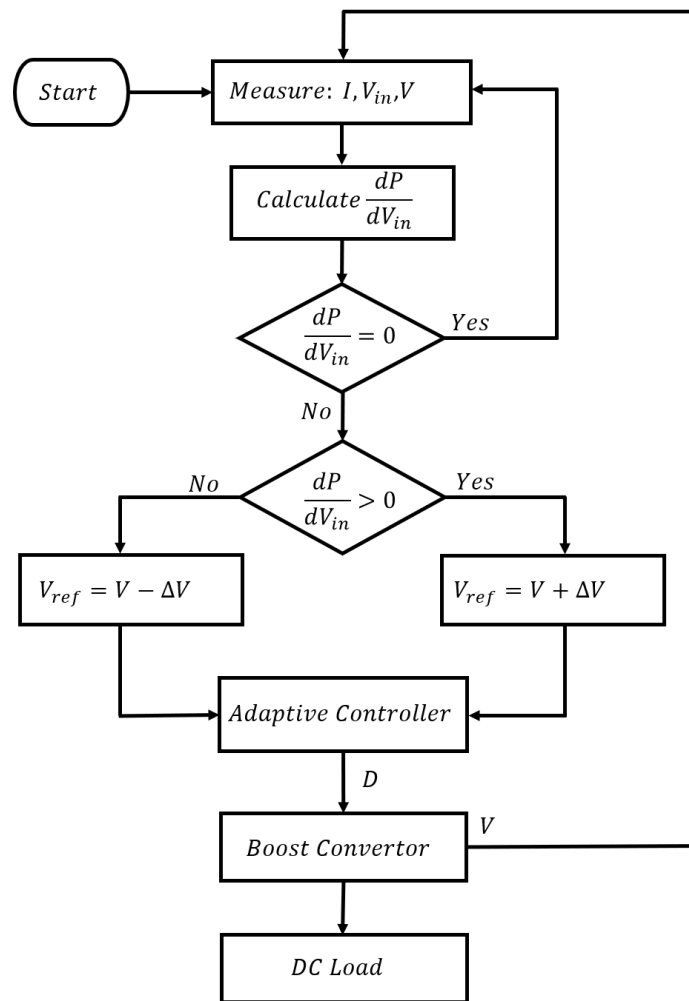 Start
Measure: I, V_in, V
Calculate dP/dV_in
dP/dV_in = 0
Yes
No
dP/dV_in > 0
No
Yes
V_ref = V − ΔV
V_ref = V + ΔV
Adaptive Controller
D
Boost Convertor
V
DC Load